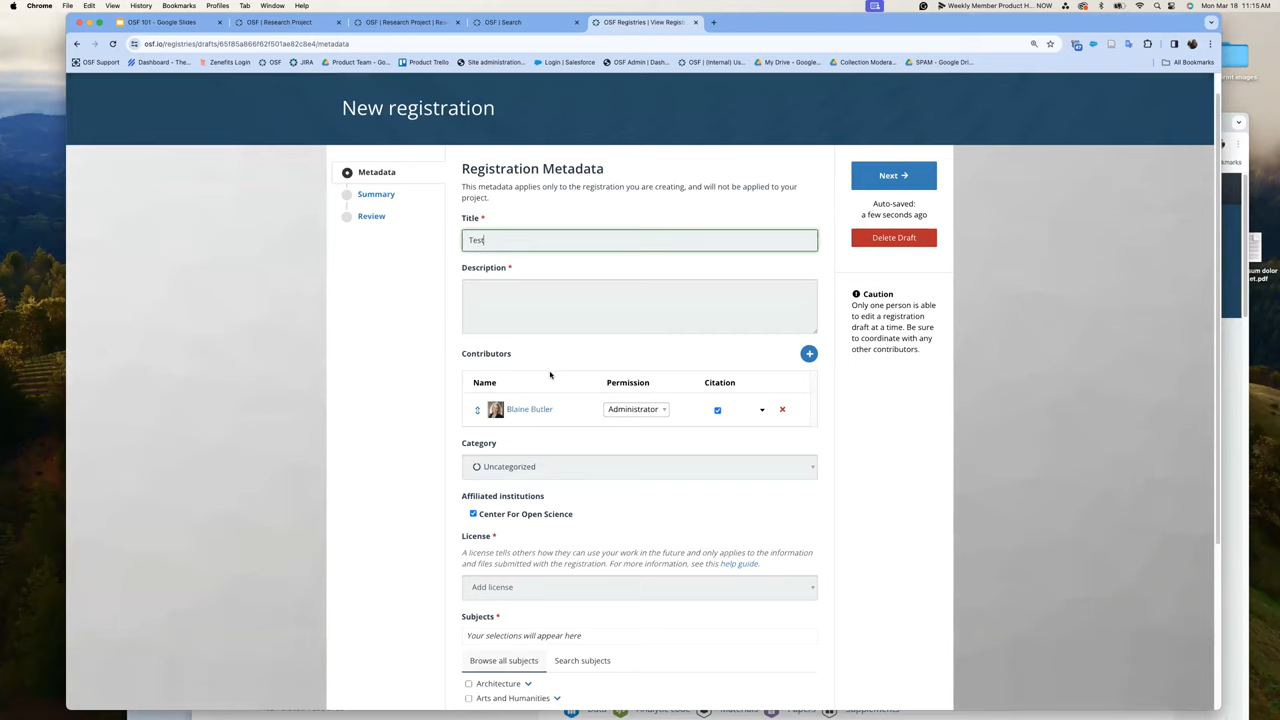 Chrome File Edit View History Bookmarks Profiles Tab Window Help Weekly Member Product H... NOW Mon Mar 18 11:15 AM
OSF 101 - Google Slides OSF | Research Project OSF | Research Project | Res OSF | Search OSF Registries | View Registr
osf.io/registries/drafts/65f85a866f62f501ae82c8e4/metadata
OSF Support Dashboard - The... Zenefits Login OSF JIRA Product Team - Go... Product Trello Site administration... Login | Salesforce OSF Admin | Dash... OSF | (Internal) Us... My Drive - Google... Collection Modera... SPAM - Google Dri... All Bookmarks
New registration
Metadata
Summary
Review
Registration Metadata
This metadata applies only to the registration you are creating, and will not be applied to your
project.
Title *
Test
Description *
Contributors
Name Permission Citation
Blaine Butler Administrator
Category
Uncategorized
Affiliated institutions
Center For Open Science
License *
A license tells others how they can use your work in the future and only applies to the information
and files submitted with the registration. For more information, see this help guide.
Add license
Subjects *
Your selections will appear here
Browse all subjects Search subjects
Architecture
Arts and Humanities
Next
Auto-saved:
a few seconds ago
Delete Draft
Caution
Only one person is able
to edit a registration
draft at a time. Be sure
to coordinate with any
other contributors.